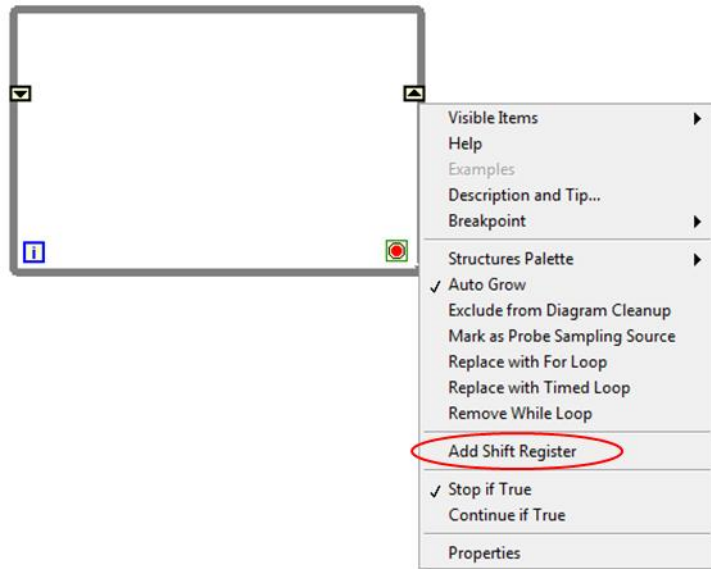 Visible Items
Help
Examples
Description and Tip...
Breakpoint
i
Structures Palette
Auto Grow
Exclude from Diagram Cleanup
Mark as Probe Sampling Source
Replace with For Loop
Replace with Timed Loop
Remove While Loop
Add Shift Register
Stop if True
Continue if True
Properties